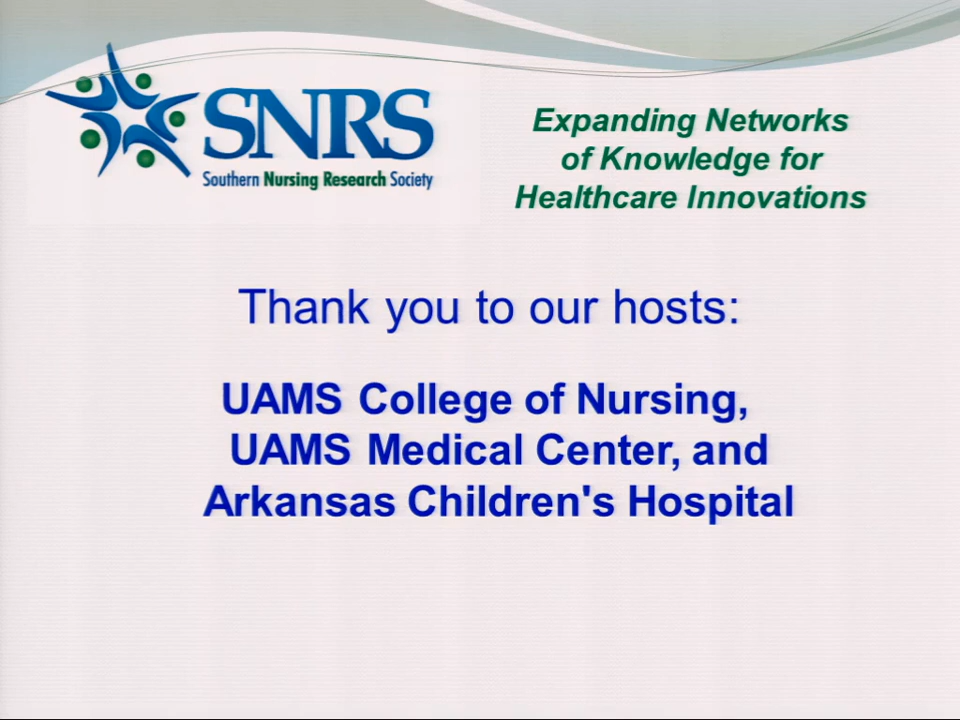 SNRS
Southern Nursing Research Society
Expanding Networks
of Knowledge for
Healthcare Innovations
Thank you to our hosts:
UAMS College of Nursing,
UAMS Medical Center, and
Arkansas Children's Hospital